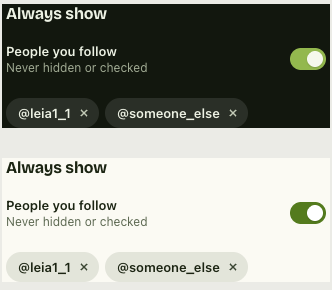 Always show
People you follow
Never hidden or checked
@leia1_1 × @someone_else ×
Always show
People you follow
Never hidden or checked
@leia1_1 × @someone_else ×